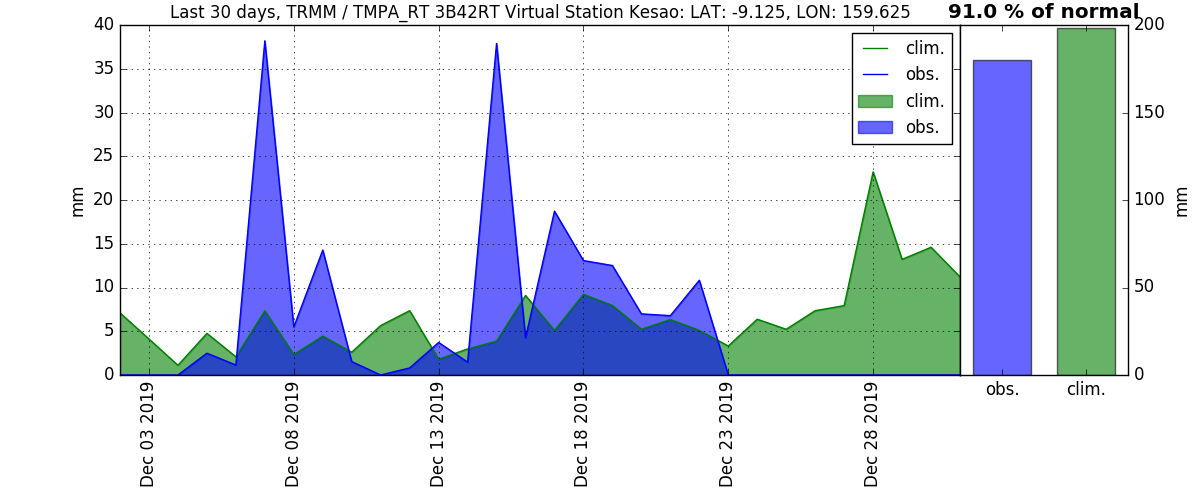 Last 30 days, TRMM / TMPA_RT 3B42RT Virtual Station Kesao: LAT: -9.125, LON: 159.625
91.0 % of normal
40
35
30
25
20
15
10
5
0
mm
clim.
obs.
clim.
obs.
200
150
100
50
0
mm
obs.
clim.
Dec 03 2019
Dec 08 2019
Dec 13 2019
Dec 18 2019
Dec 23 2019
Dec 28 2019